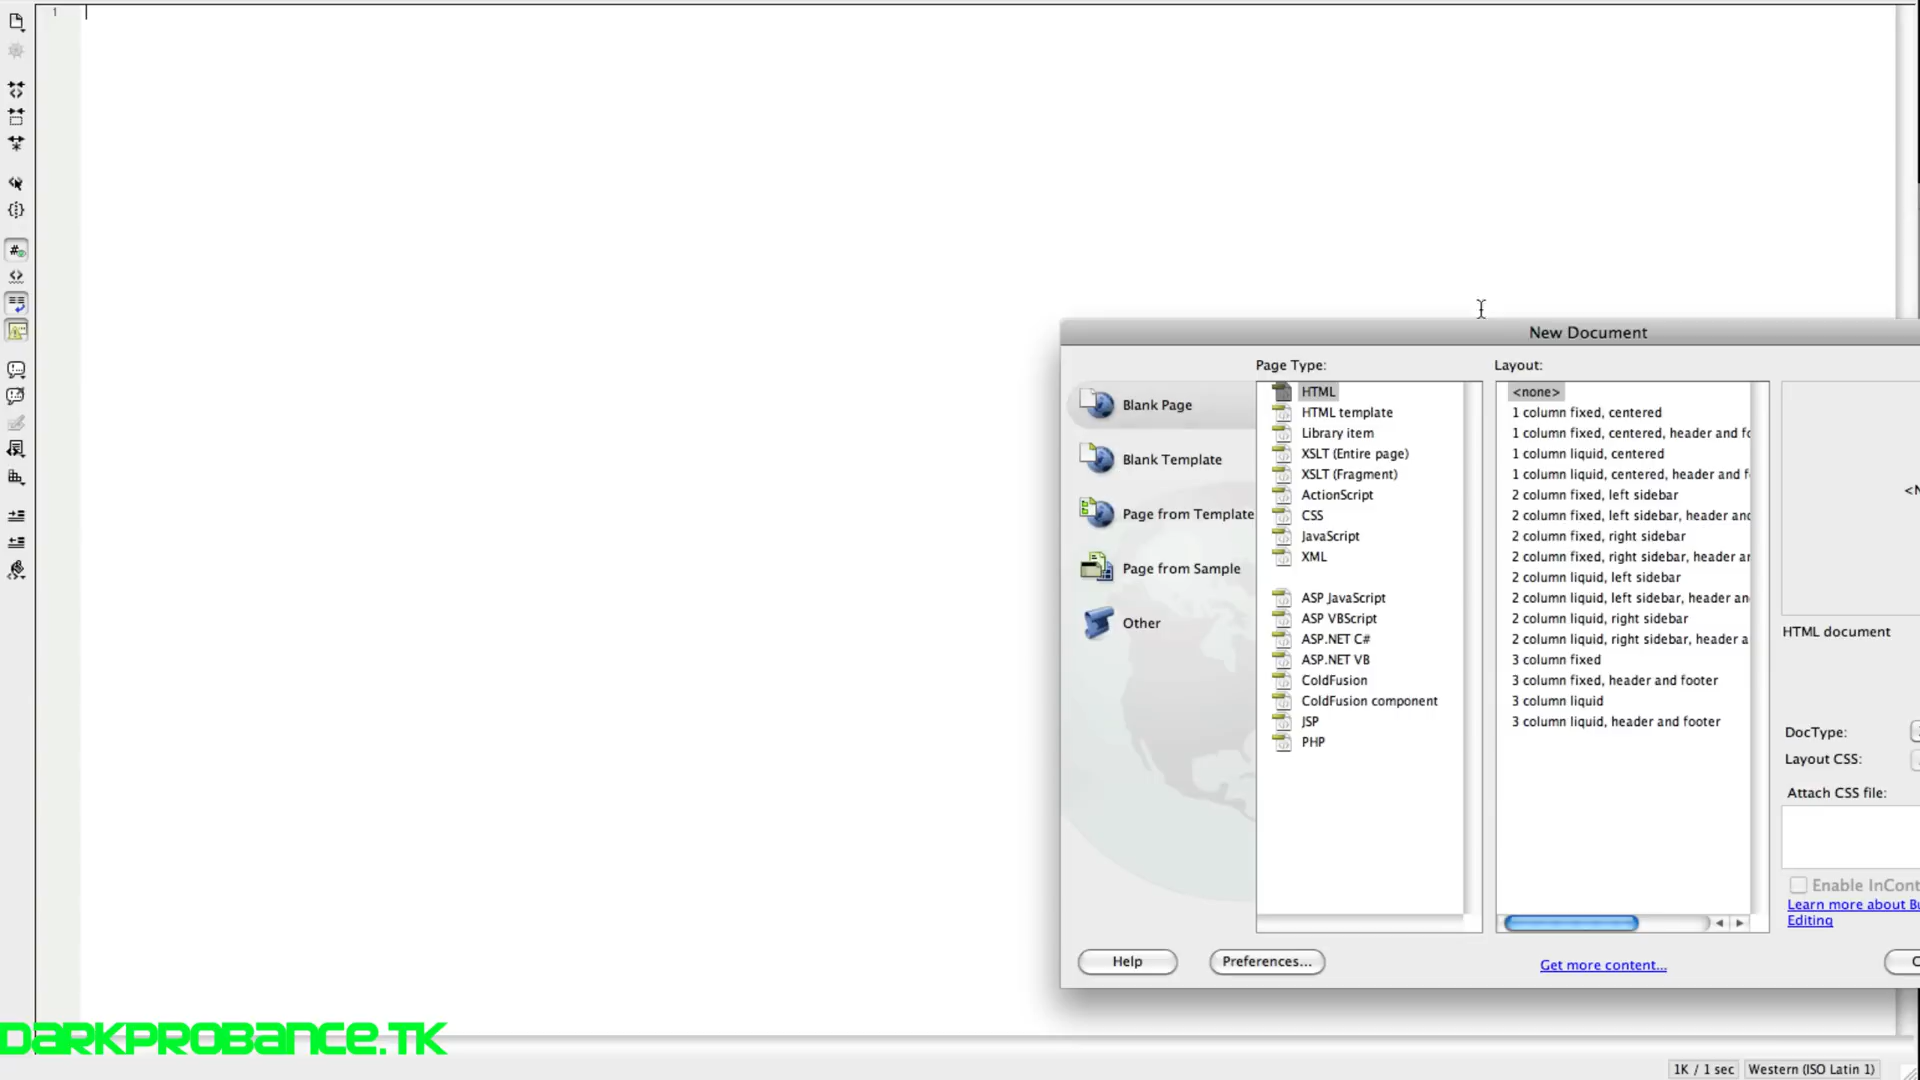 1
New Document
Page Type:
Layout:
Blank Page
Blank Template
Page from Template
Page from Sample
Other
HTML
HTML template
Library item
XSLT (Entire page)
XSLT (Fragment)
ActionScript
CSS
JavaScript
XML
ASP JavaScript
ASP VBScript
ASP.NET C#
ASP.NET VB
ColdFusion
ColdFusion component
JSP
PHP
<none>
1 column fixed, centered
1 column fixed, centered, header and fo
1 column liquid, centered
1 column liquid, centered, header and f
2 column fixed, left sidebar
2 column fixed, left sidebar, header and
2 column fixed, right sidebar
2 column fixed, right sidebar, header ar
2 column liquid, left sidebar
2 column liquid, left sidebar, header an
2 column liquid, right sidebar
2 column liquid, right sidebar, header a
3 column fixed
3 column fixed, header and footer
3 column liquid
3 column liquid, header and footer
<N
HTML document
DocType:
Layout CSS:
Attach CSS file:
Enable InCont
Learn more about Bu
Editing
Help
Preferences...
Get more content...
C
DARKPROBANCE.TK
1K / 1 sec
Western (ISO Latin 1)